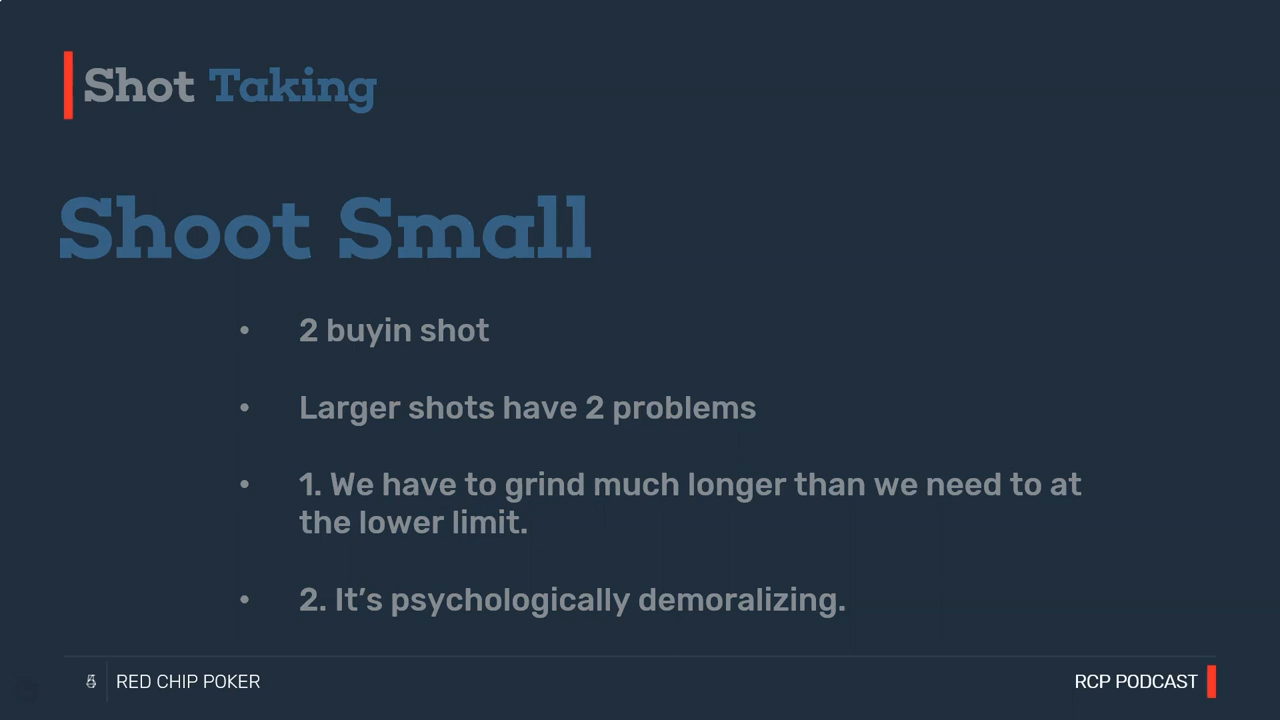 Shot Taking
Shoot Small
• 2 buyin shot
• Larger shots have 2 problems
• 1. We have to grind much longer than we need to at
the lower limit.
• 2. It’s psychologically demoralizing.
RED CHIP POKER
RCP PODCAST